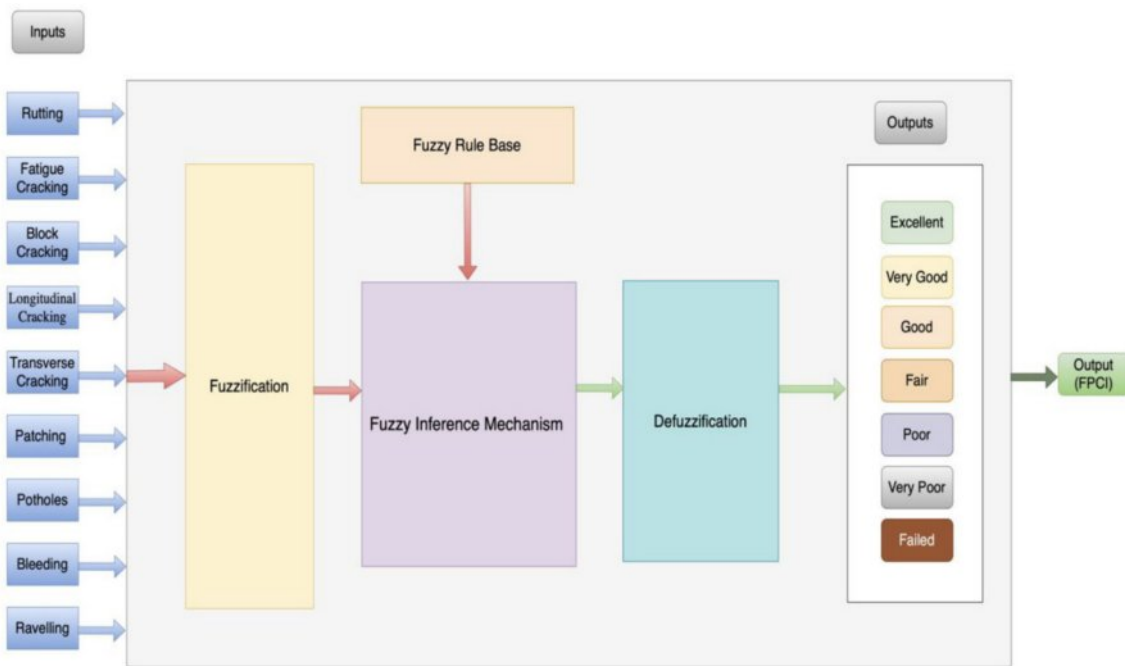 Inputs
Rutting
Fatigue
Cracking
Block
Cracking
Longitudinal
Cracking
Transverse
Cracking
Patching
Potholes
Bleeding
Ravelling
Fuzzification
Fuzzy Rule Base
Fuzzy Inference Mechanism
Defuzzification
Outputs
Excellent
Very Good
Good
Fair
Poor
Very Poor
Failed
Output
(FPCI)